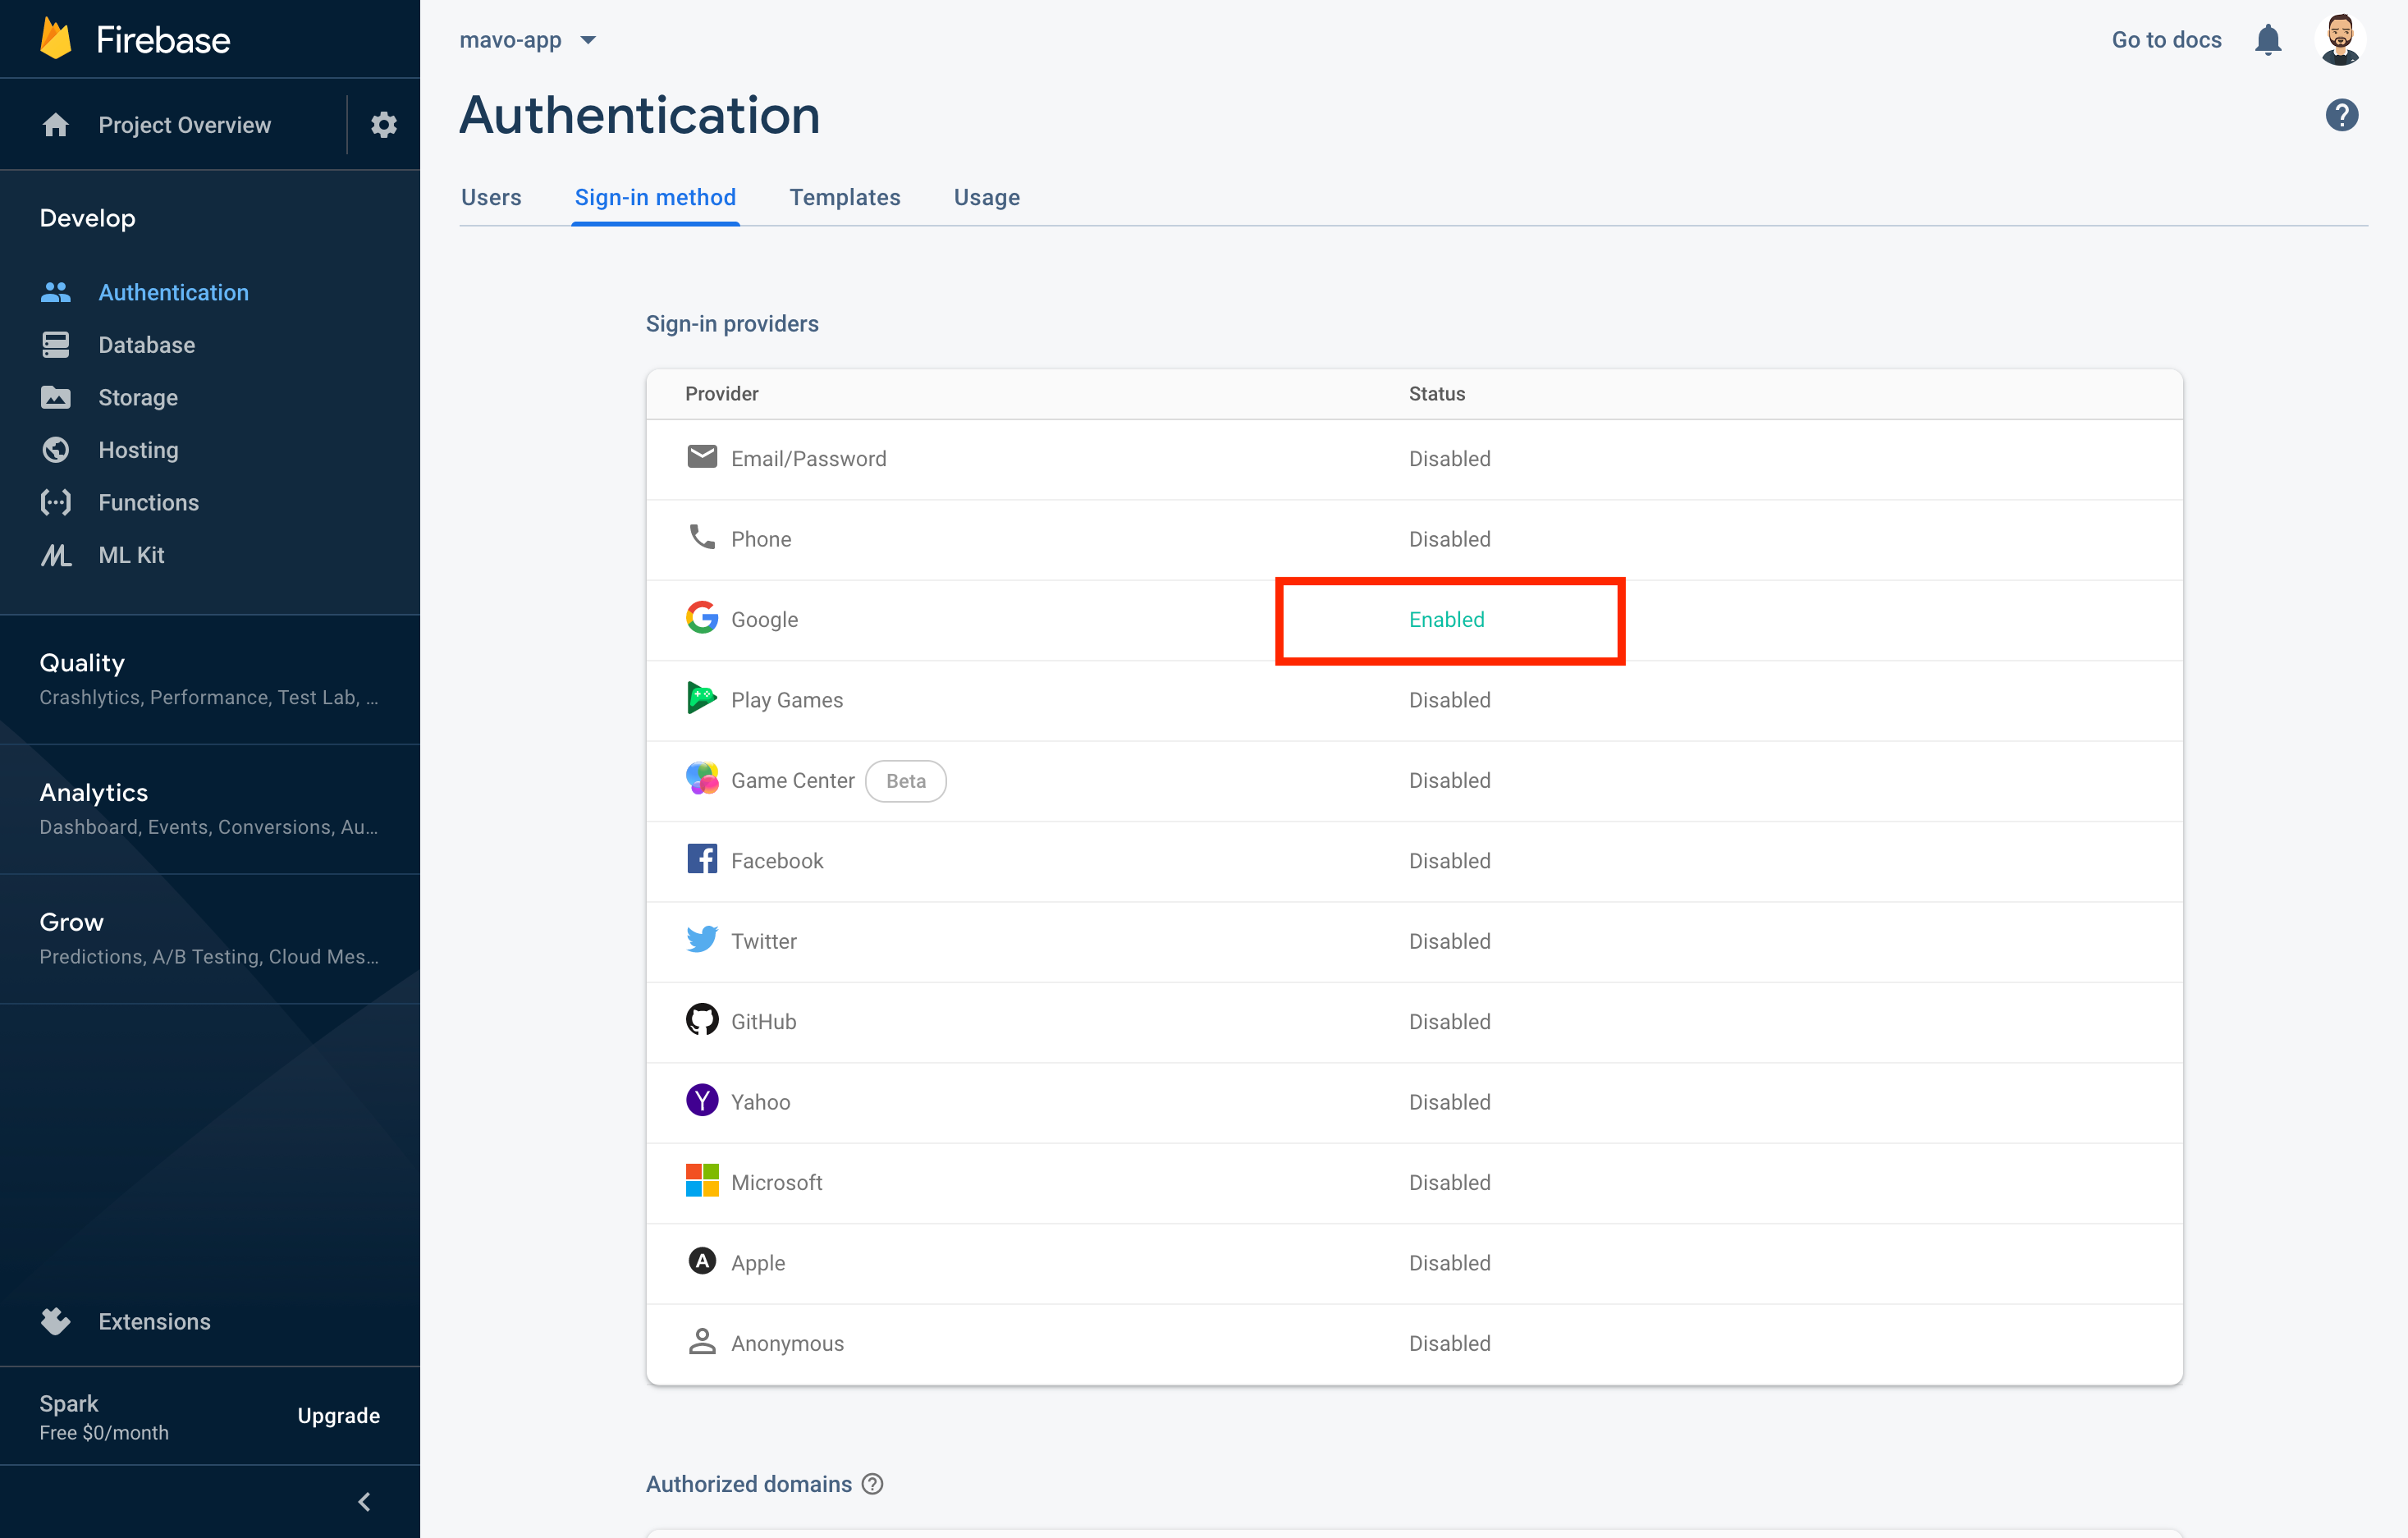 Firebase
Project Overview
Develop
Authentication
Database
Storage
Hosting
Functions
ML Kit
Quality
Crashlytics, Performance, Test Lab, ...
Analytics
Dashboard, Events, Conversions, Au...
Grow
Predictions, A/B Testing, Cloud Mes...
Extensions
Spark
Free $0/month
Upgrade
mavo-app
Go to docs
Authentication
Users Sign-in method Templates Usage
Sign-in providers
Provider Status
Email/Password Disabled
Phone Disabled
Google Enabled
Play Games Disabled
Game Center Beta Disabled
Facebook Disabled
Twitter Disabled
GitHub Disabled
Yahoo Disabled
Microsoft Disabled
Apple Disabled
Anonymous Disabled
Authorized domains